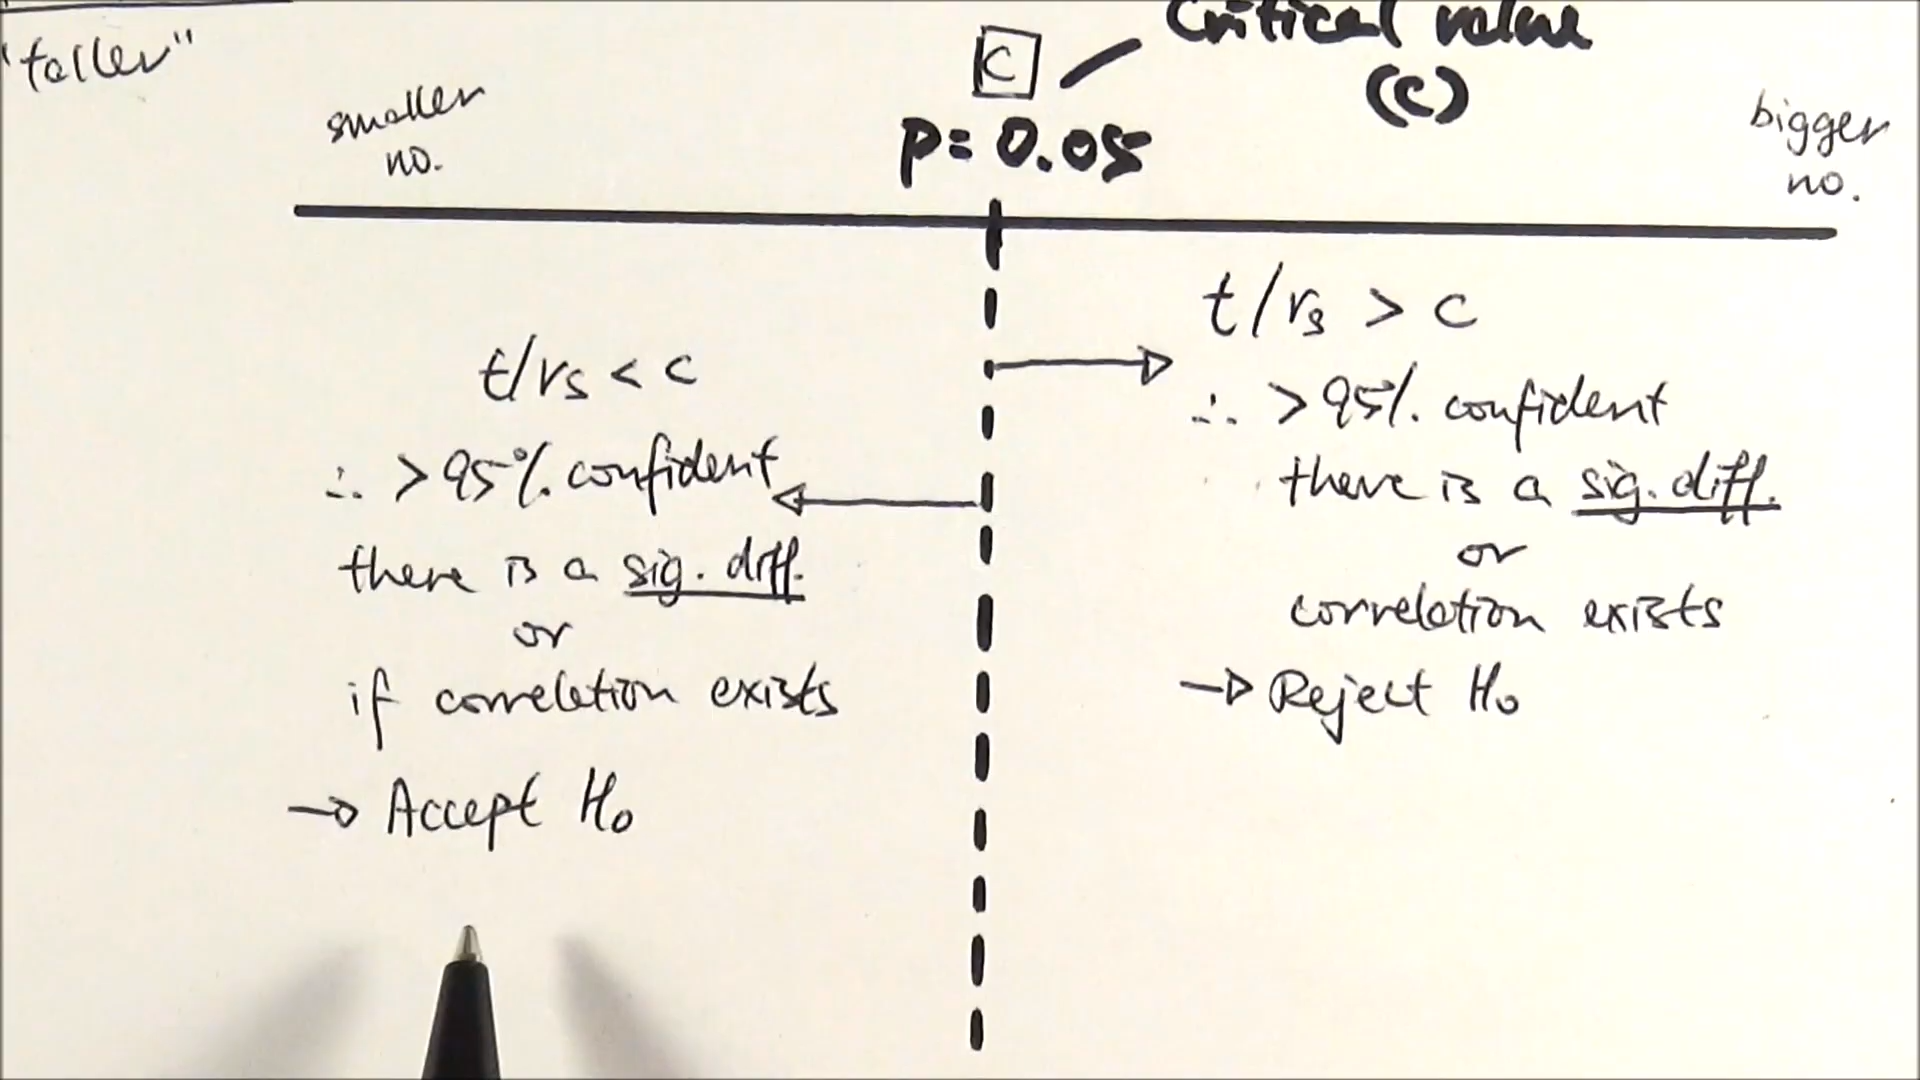 "taller"
smaller
no.
C
Critical value
(C)
P = 0.05
bigger
no.
t/rs < c
∴ > 95% confident
there is a sig. diff.
or
if correlation exists
→ Accept H₀
t/rs > c
∴ > 95% confident
there is a sig. diff.
or
correlation exists
→ Reject H₀